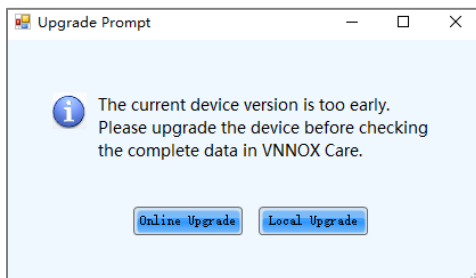 Upgrade Prompt
The current device version is too early.
Please upgrade the device before checking
the complete data in VNNOX Care.
Online Upgrade Local Upgrade